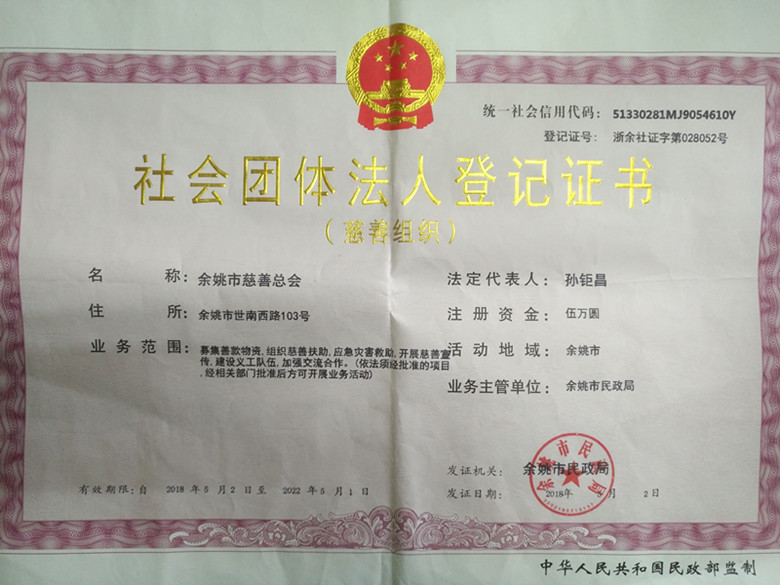 统一社会信用代码: 51330281MJ9054610Y
登记证号: 浙余社证字第028052号
社会团体法人登记证书
(慈善组织)
名称: 余姚市慈善总会
法定代表人: 孙钜昌
住所: 余姚市世南西路103号
注册资金: 伍万圆
业务范围: 募集善款物资,组织慈善扶助,应急灾害救助,开展慈善宣
传,建设义工队伍,加强交流合作。(依法须经批准的项目
,经相关部门批准后方可开展业务活动)
活动地域: 余姚市
业务主管单位: 余姚市民政局
发证机关: 余姚市民政局
有效期限:自 2018 年 5 月 2 日 至 2022 年 5 月 1 日
发证日期: 2018年 5月 2日
中华人民共和国民政部监制